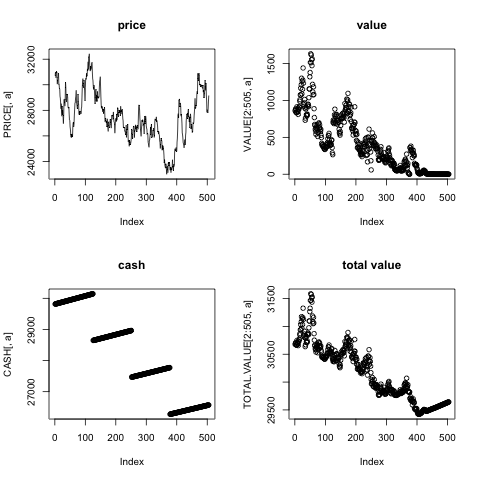 price
PRICE[, a]
24000 28000 32000
0 100 200 300 400 500
Index
value
VALUE[2:505, a]
0 500 1000 1500
0 100 200 300 400 500
Index
cash
CASH[, a]
27000 29000
0 100 200 300 400 500
Index
total value
TOTAL.VALUE[2:505, a]
29500 30500 31500
0 100 200 300 400 500
Index